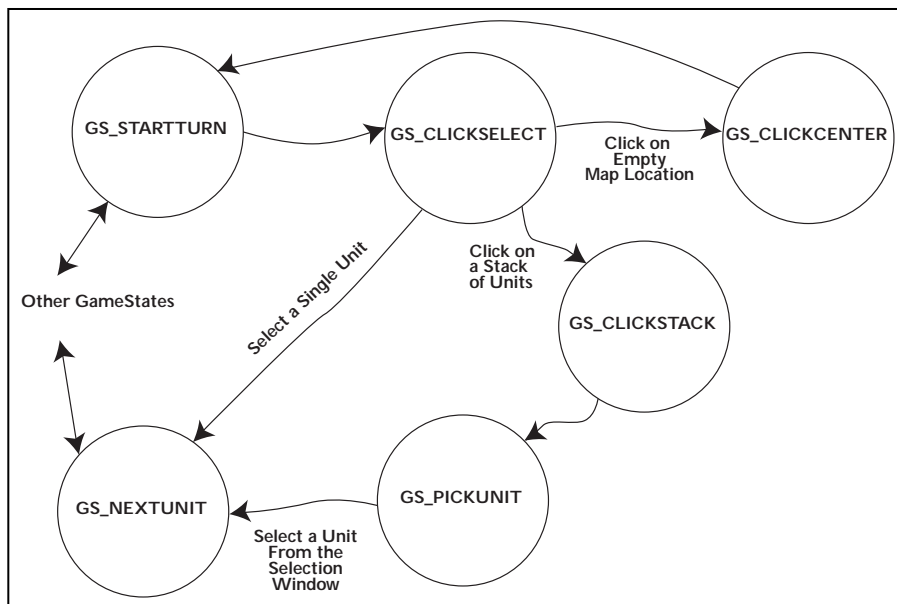 GS_STARTTURN
GS_CLICKSELECT
GS_CLICKCENTER
Click on
Empty
Map Location
Click on
a Stack
of Units
Select a Single Unit
Other GameStates
GS_CLICKSTACK
GS_NEXTUNIT
GS_PICKUNIT
Select a Unit
From the
Selection
Window